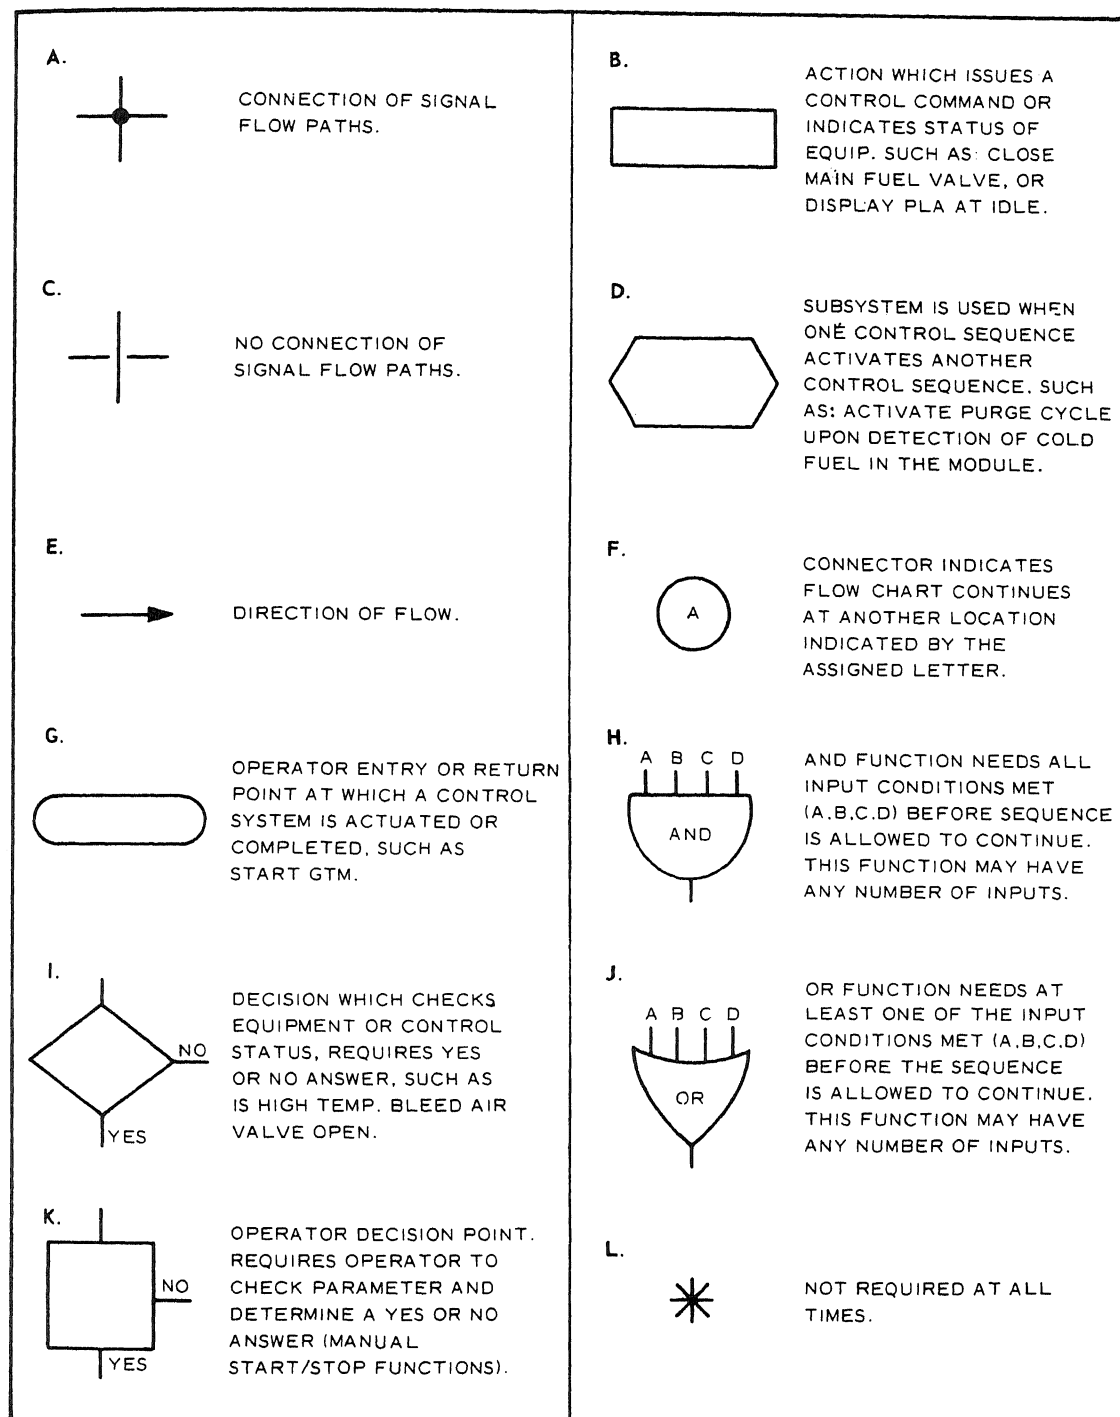 A.
CONNECTION OF SIGNAL
FLOW PATHS.
B.
ACTION WHICH ISSUES A
CONTROL COMMAND OR
INDICATES STATUS OF
EQUIP. SUCH AS: CLOSE
MAIN FUEL VALVE, OR
DISPLAY PLA AT IDLE.
C.
NO CONNECTION OF
SIGNAL FLOW PATHS.
D.
SUBSYSTEM IS USED WHEN
ONE CONTROL SEQUENCE
ACTIVATES ANOTHER
CONTROL SEQUENCE. SUCH
AS: ACTIVATE PURGE CYCLE
UPON DETECTION OF COLD
FUEL IN THE MODULE.
E.
DIRECTION OF FLOW.
F.
A
CONNECTOR INDICATES
FLOW CHART CONTINUES
AT ANOTHER LOCATION
INDICATED BY THE
ASSIGNED LETTER.
G.
OPERATOR ENTRY OR RETURN
POINT AT WHICH A CONTROL
SYSTEM IS ACTUATED OR
COMPLETED, SUCH AS
START GTM.
H.
A B C D
AND
AND FUNCTION NEEDS ALL
INPUT CONDITIONS MET
(A,B,C,D) BEFORE SEQUENCE
IS ALLOWED TO CONTINUE.
THIS FUNCTION MAY HAVE
ANY NUMBER OF INPUTS.
I.
NO
YES
DECISION WHICH CHECKS
EQUIPMENT OR CONTROL
STATUS, REQUIRES YES
OR NO ANSWER, SUCH AS
IS HIGH TEMP. BLEED AIR
VALVE OPEN.
J.
A B C D
OR
OR FUNCTION NEEDS AT
LEAST ONE OF THE INPUT
CONDITIONS MET (A,B,C,D)
BEFORE THE SEQUENCE
IS ALLOWED TO CONTINUE.
THIS FUNCTION MAY HAVE
ANY NUMBER OF INPUTS.
K.
NO
YES
OPERATOR DECISION POINT.
REQUIRES OPERATOR TO
CHECK PARAMETER AND
DETERMINE A YES OR NO
ANSWER (MANUAL
START/STOP FUNCTIONS).
L.
NOT REQUIRED AT ALL
TIMES.